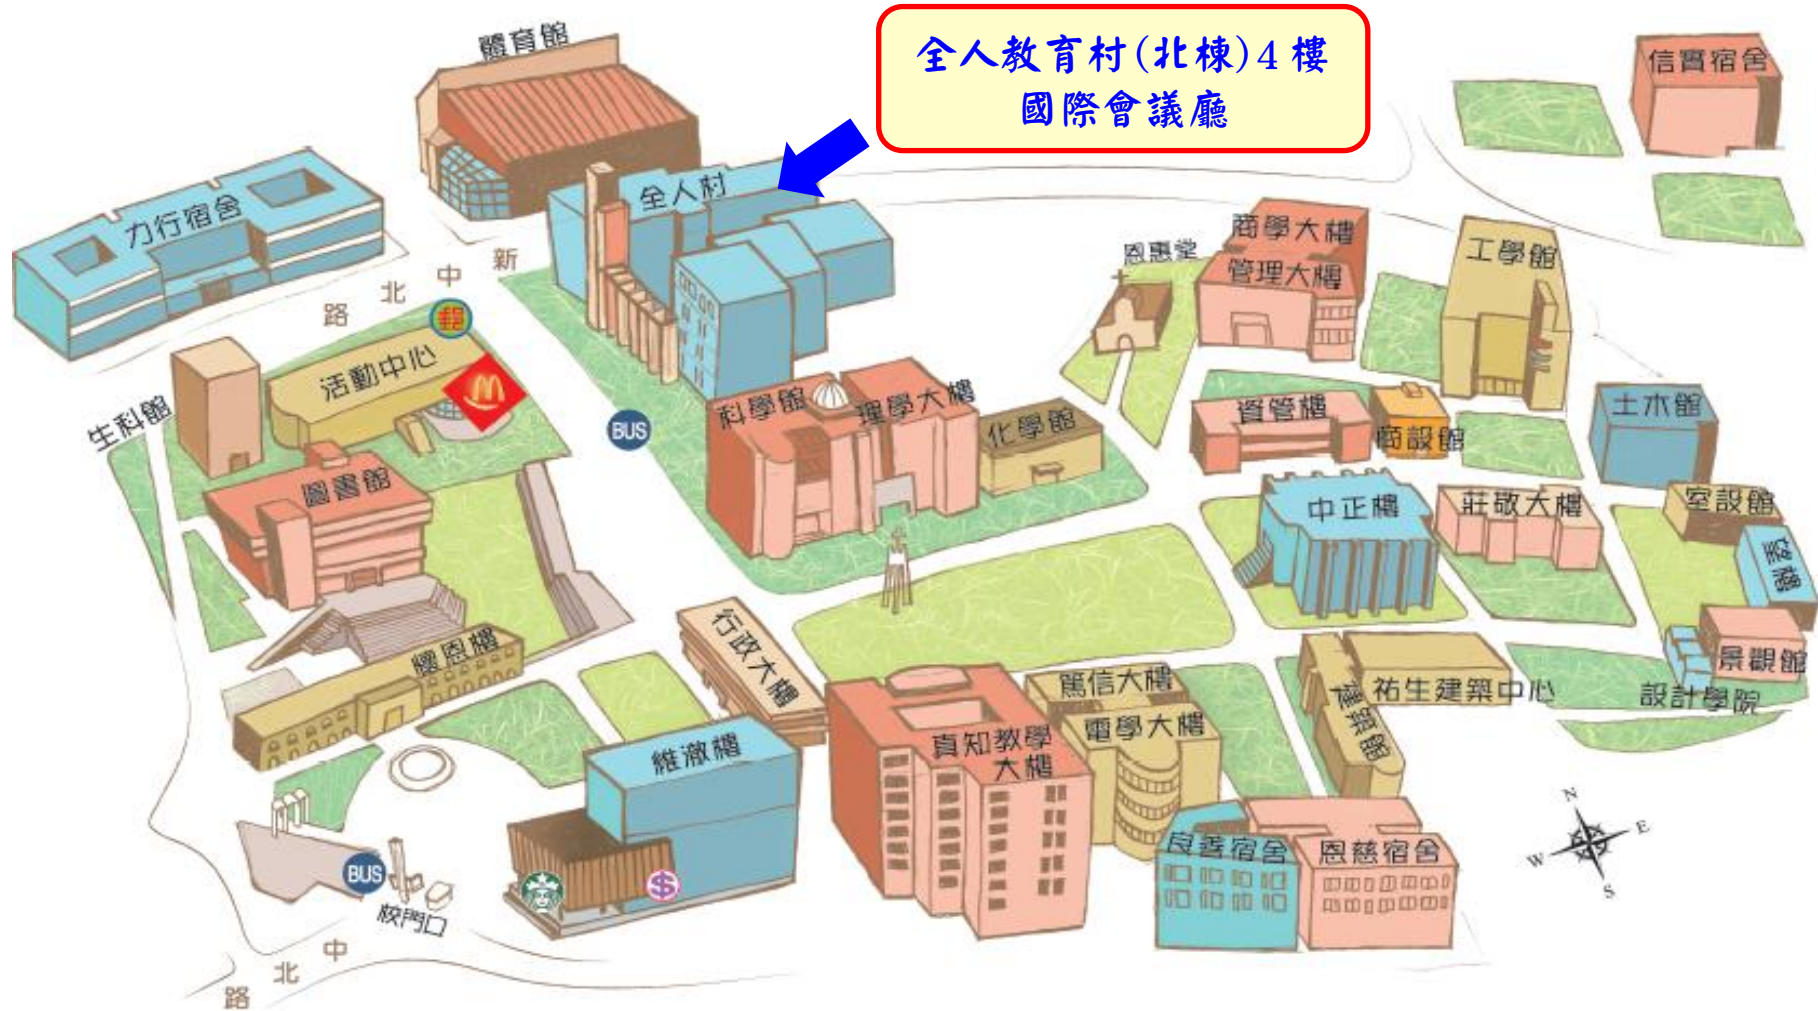 全人教育村(北棟)4樓
國際會議廳
體育館
信實宿舍
全人村
力行宿舍
新
中
北
路
郵
商學大樓
恩惠堂
管理大樓
工學館
活動中心
生科館
BUS
科學館
理學大樓
化學館
資管樓
商設館
土木館
圖書館
中正樓
莊敬大樓
室設館
望樓
懷恩樓
行政大樓
景觀館
設計學院
篤信大樓
電學大樓
建築館
祐生建築中心
維澈樓
真知教學
大樓
良善宿舍
恩慈宿舍
N
E
W
S
BUS
$
校門口
中
北
路